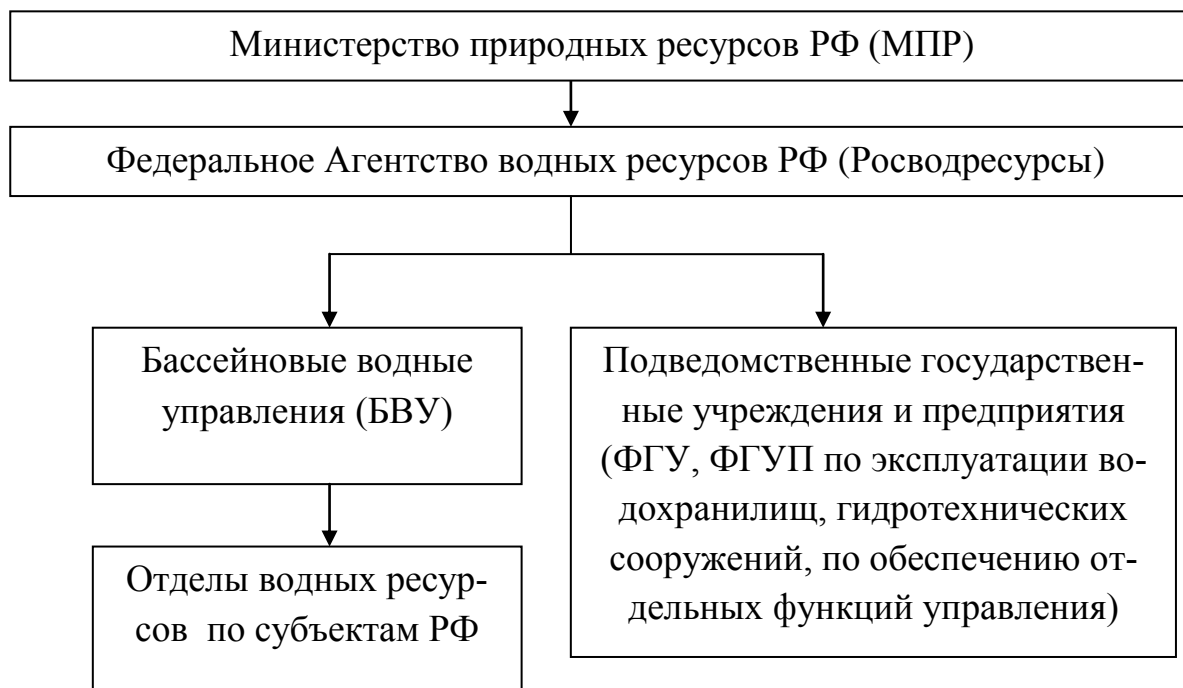 Министерство природных ресурсов РФ (МПР)
Федеральное Агентство водных ресурсов РФ (Росводресурсы)
Бассейновые водные
управления (БВУ)
Отделы водных ресур-
сов по субъектам РФ
Подведомственные государствен-
ные учреждения и предприятия
(ФГУ, ФГУП по эксплуатации во-
дохранилищ, гидротехнических
сооружений, по обеспечению от-
дельных функций управления)